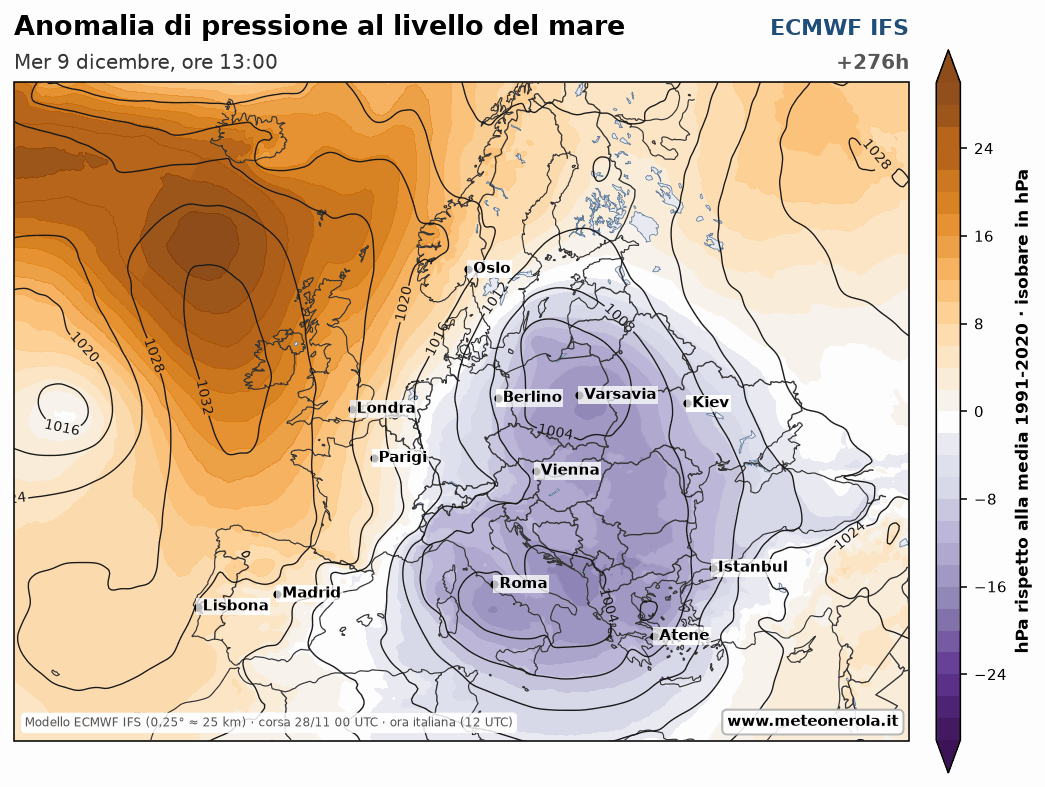 Anomalia di pressione al livello del mare
ECMWF IFS
Mer 9 dicembre, ore 13:00
+276h
1028
1020
1012
1008
1016
1020
1028
1032
1016
1004
24
1024
1004
Oslo
Londra
Berlino
Varsavia
Kiev
Parigi
Vienna
Roma
Istanbul
Madrid
Lisbona
Atene
24
16
8
0
−8
−16
−24
hPa rispetto alla media 1991-2020 · isobare in hPa
Modello ECMWF IFS (0,25° ≈ 25 km) · corsa 28/11 00 UTC · ora italiana (12 UTC)
www.meteonerola.it